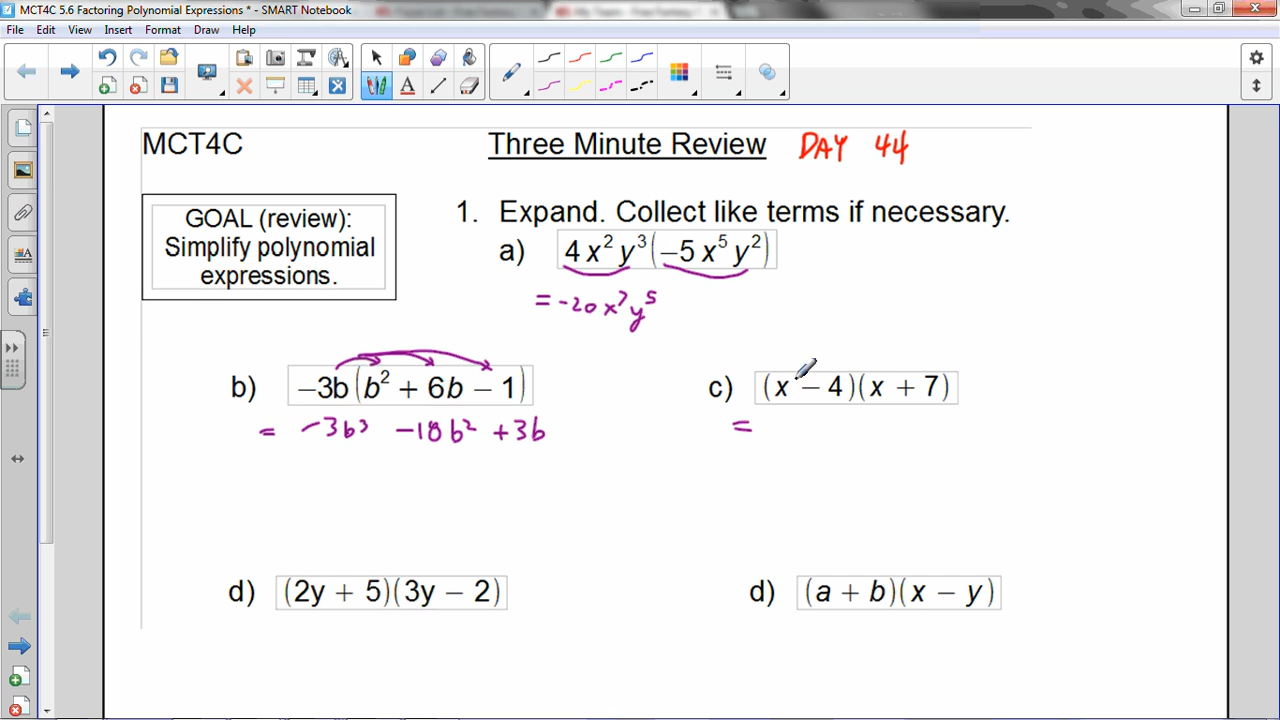 MCT4C 5.6 Factoring Polynomial Expressions * - SMART Notebook
File Edit View Insert Format Draw Help
MCT4C Three Minute Review DAY 44
GOAL (review):
Simplify polynomial
expressions.
1. Expand. Collect like terms if necessary.
a) 4x²y³(−5x⁵y²)
= -20x⁷y⁵
b) −3b(b² + 6b − 1)
= -3b³ -18b² +3b
c) (x − 4)(x + 7)
=
d) (2y + 5)(3y − 2)
d) (a + b)(x − y)